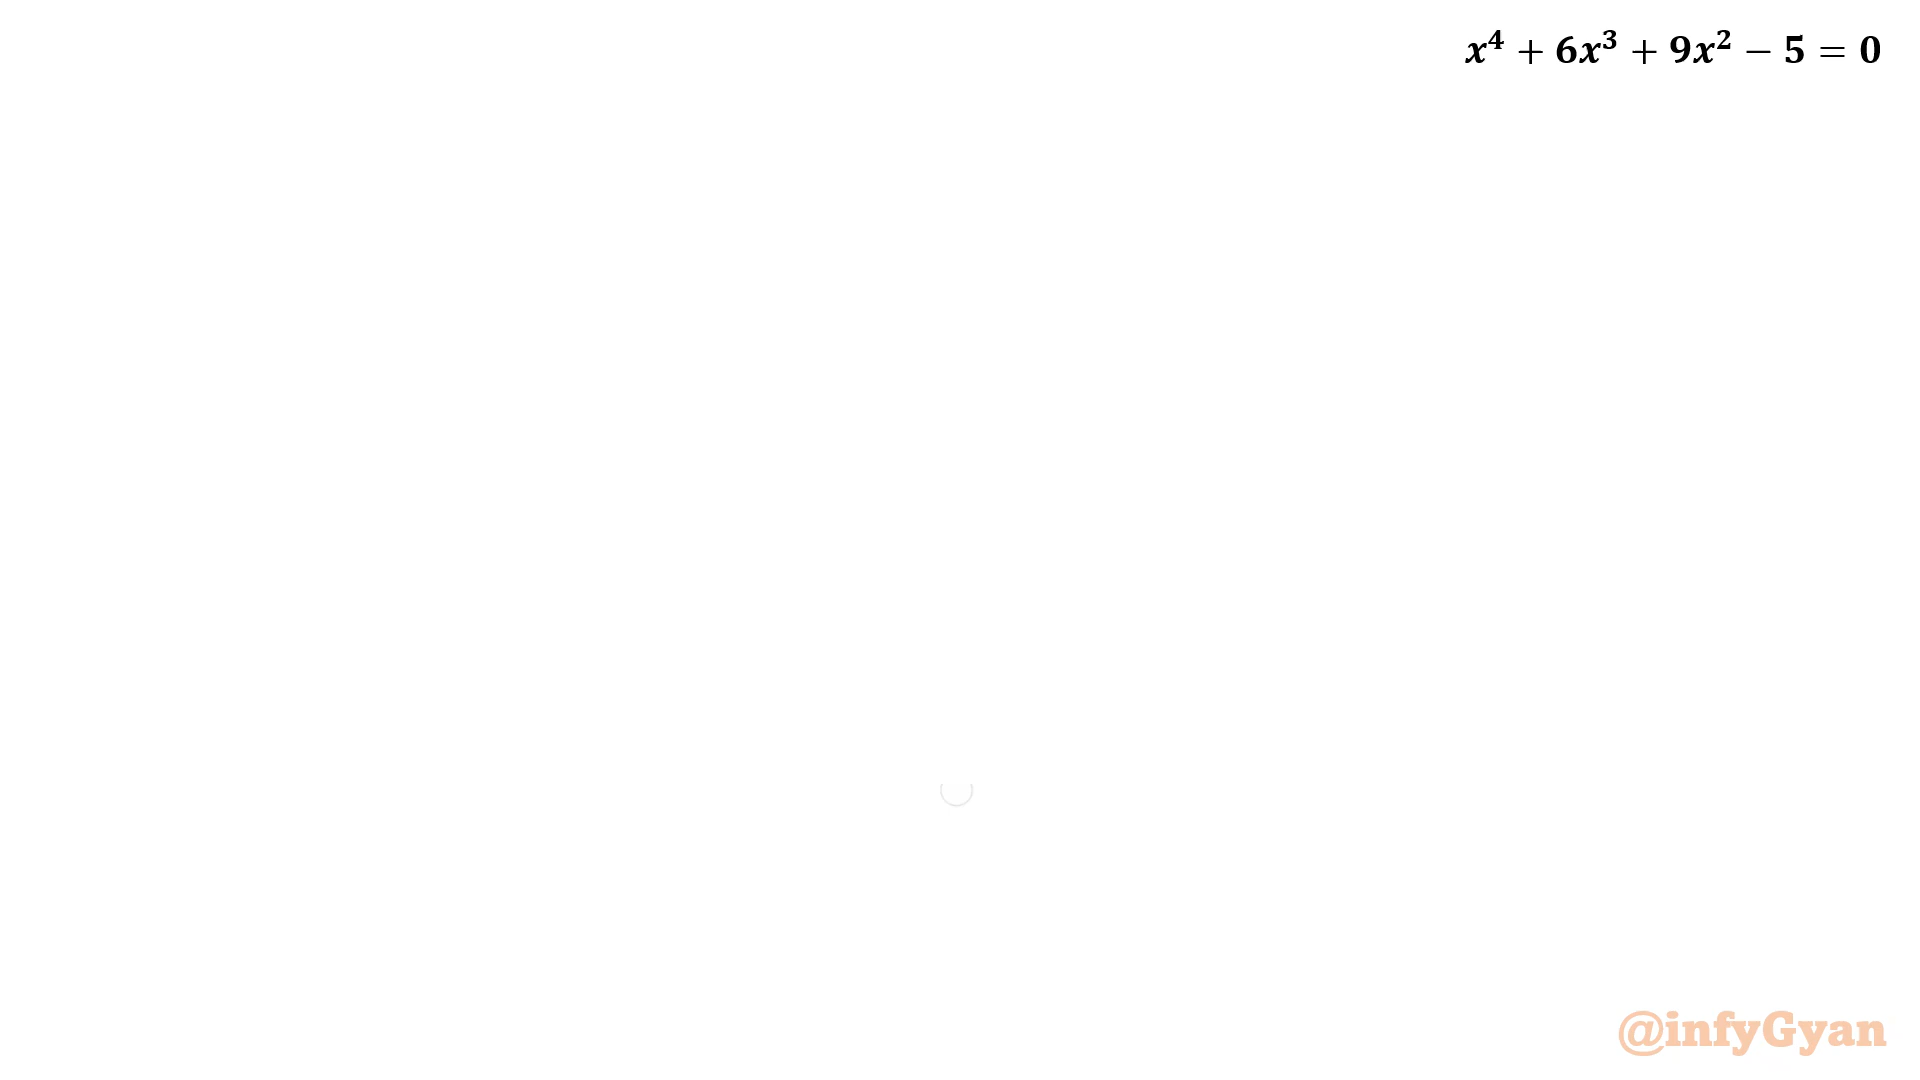 x⁴ + 6x³ + 9x² − 5 = 0
@infyGyan